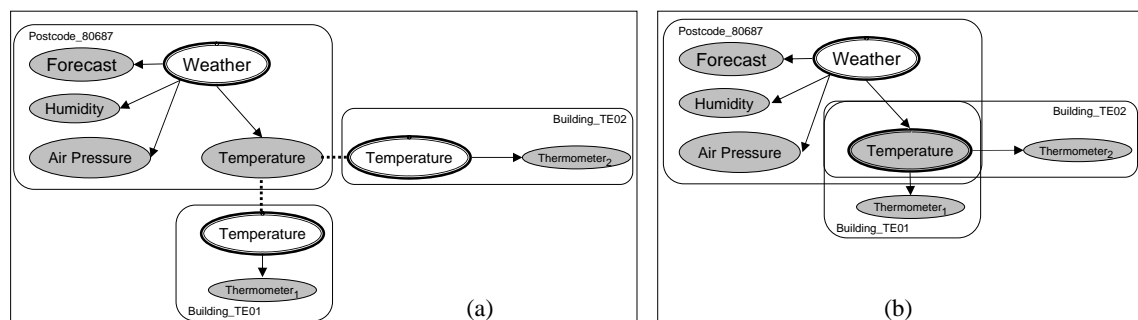 Postcode_80687
Forecast
Weather
Humidity
Air Pressure
Temperature
Building_TE02
Temperature
Thermometer2
Temperature
Thermometer1
Building_TE01
(a)
Postcode_80687
Forecast
Weather
Humidity
Building_TE02
Air Pressure
Temperature
Thermometer2
Thermometer1
Building_TE01
(b)